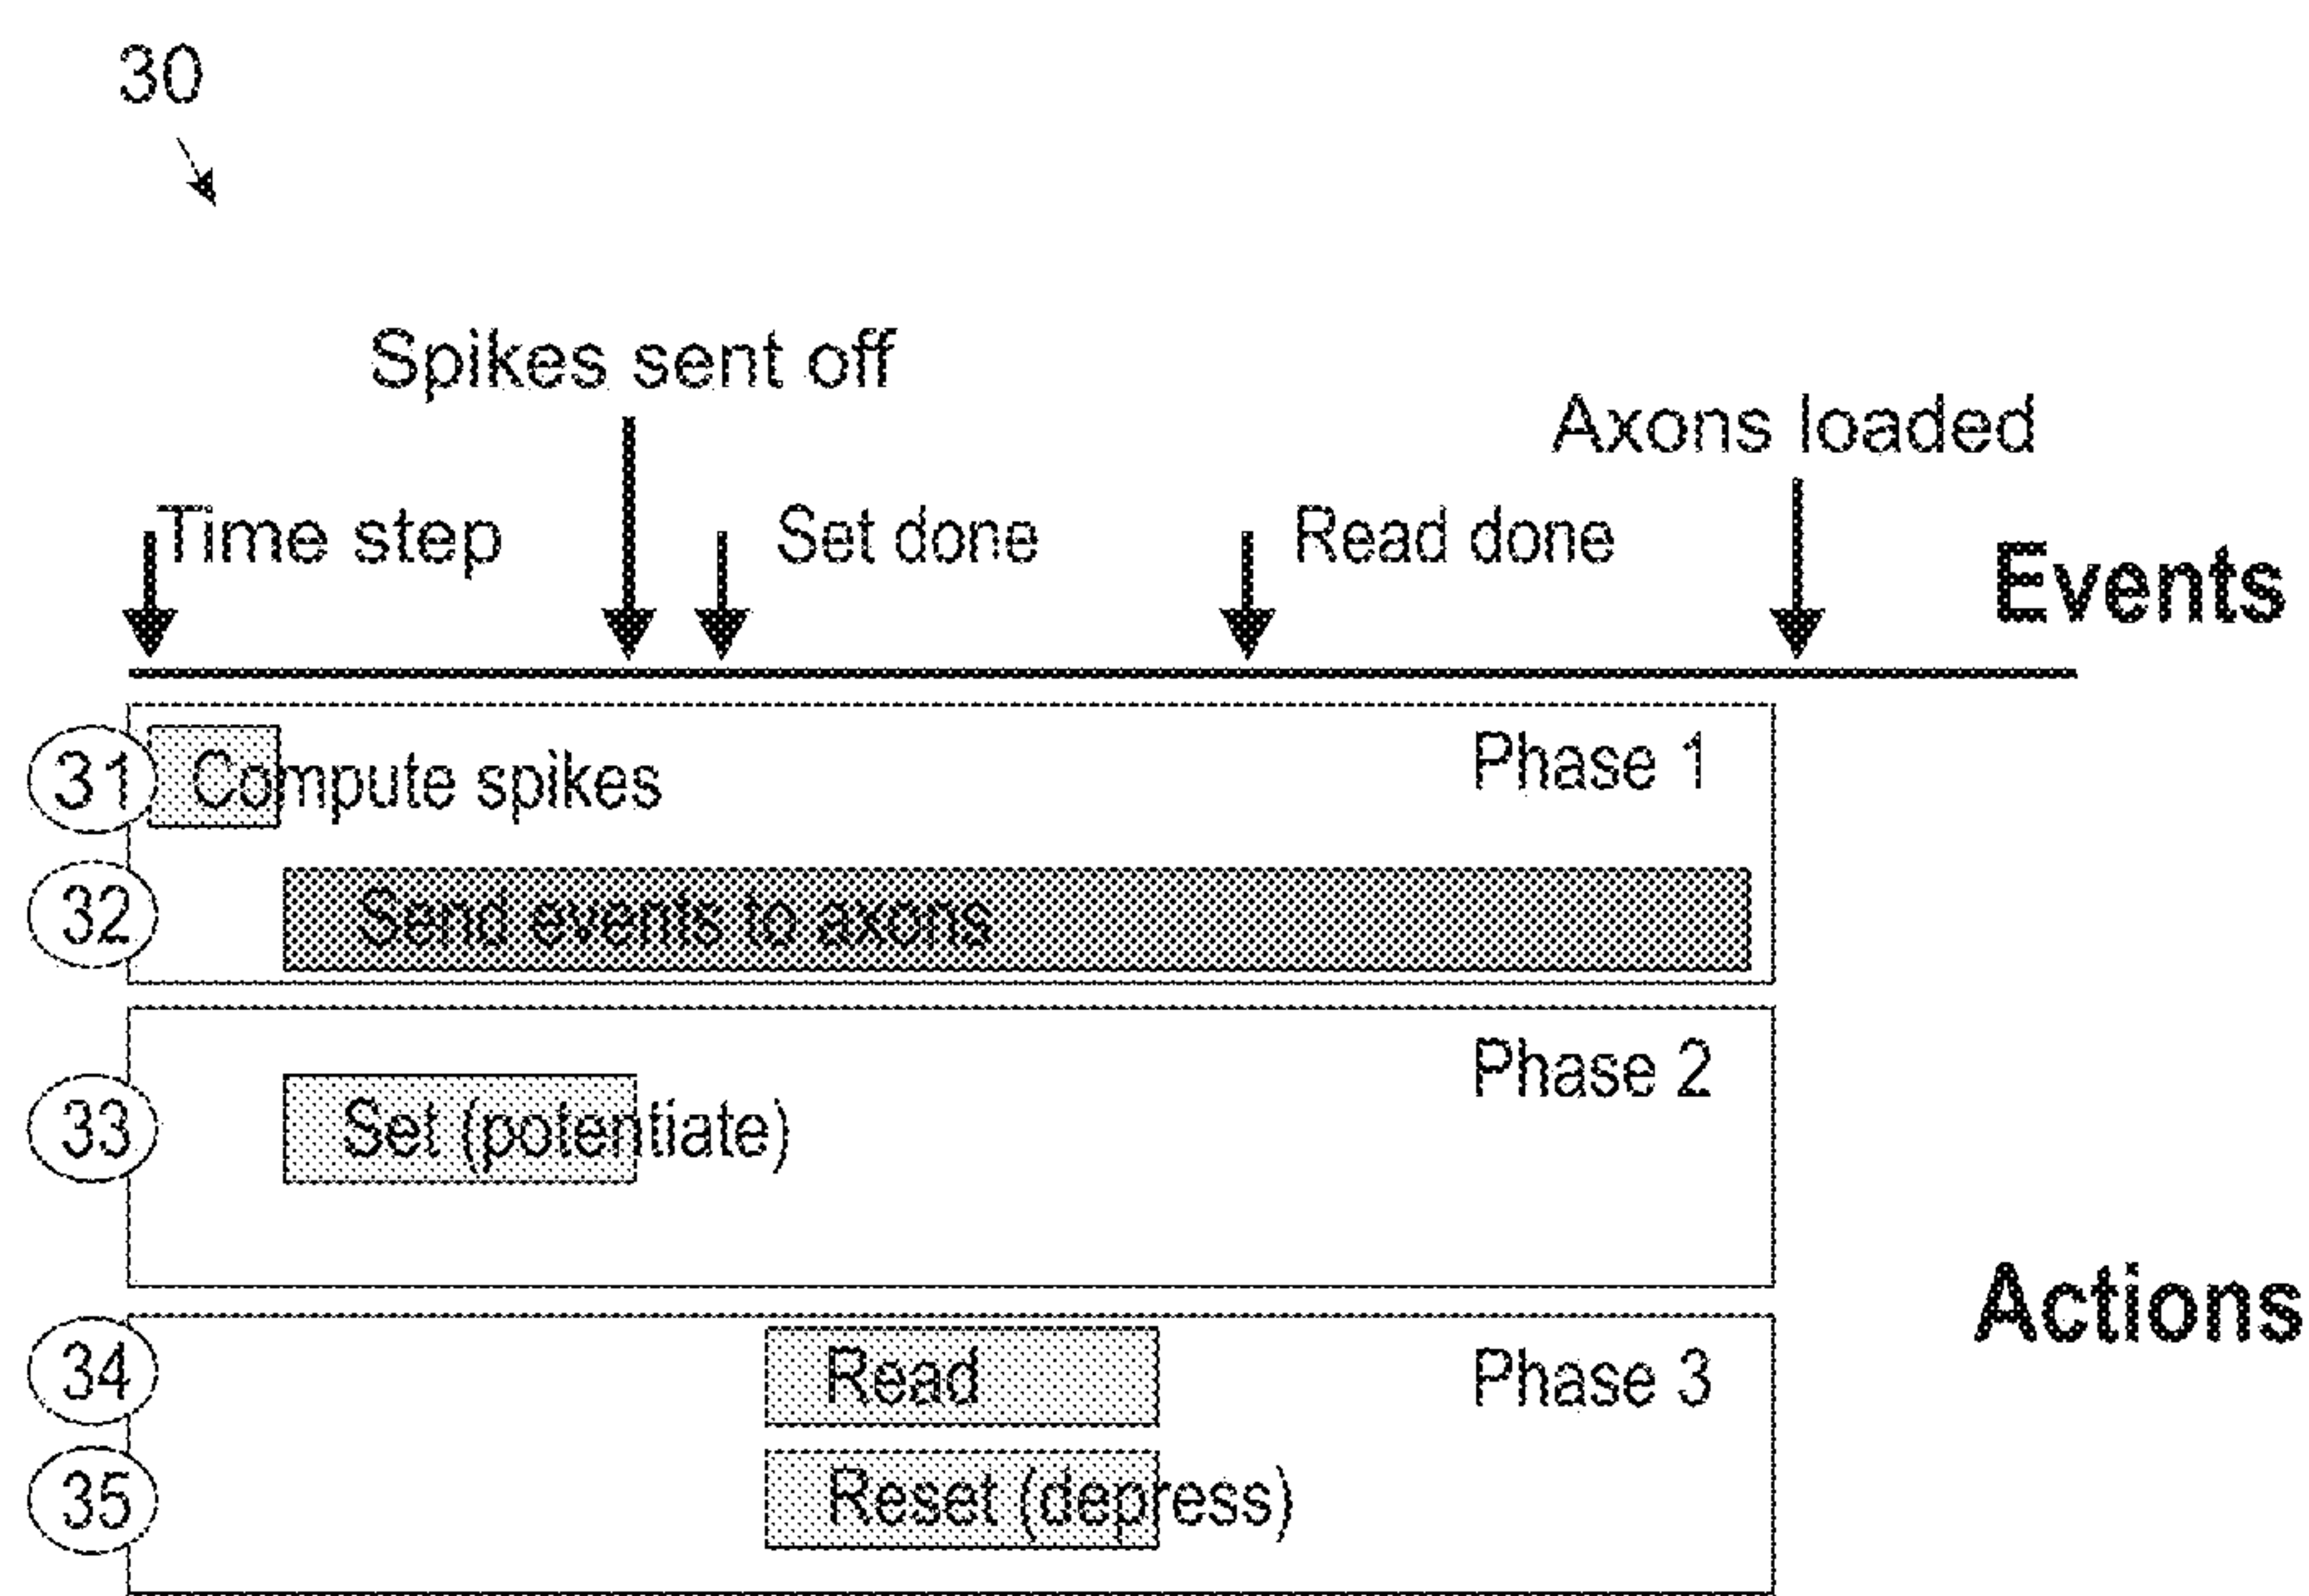 30
Spikes sent off
Axons loaded
Time step
Set done
Read done
Events
31
Compute spikes
Phase 1
32
Send events to axons
Phase 2
33
Set (potentiate)
Actions
34
Read
Phase 3
35
Reset (depress)